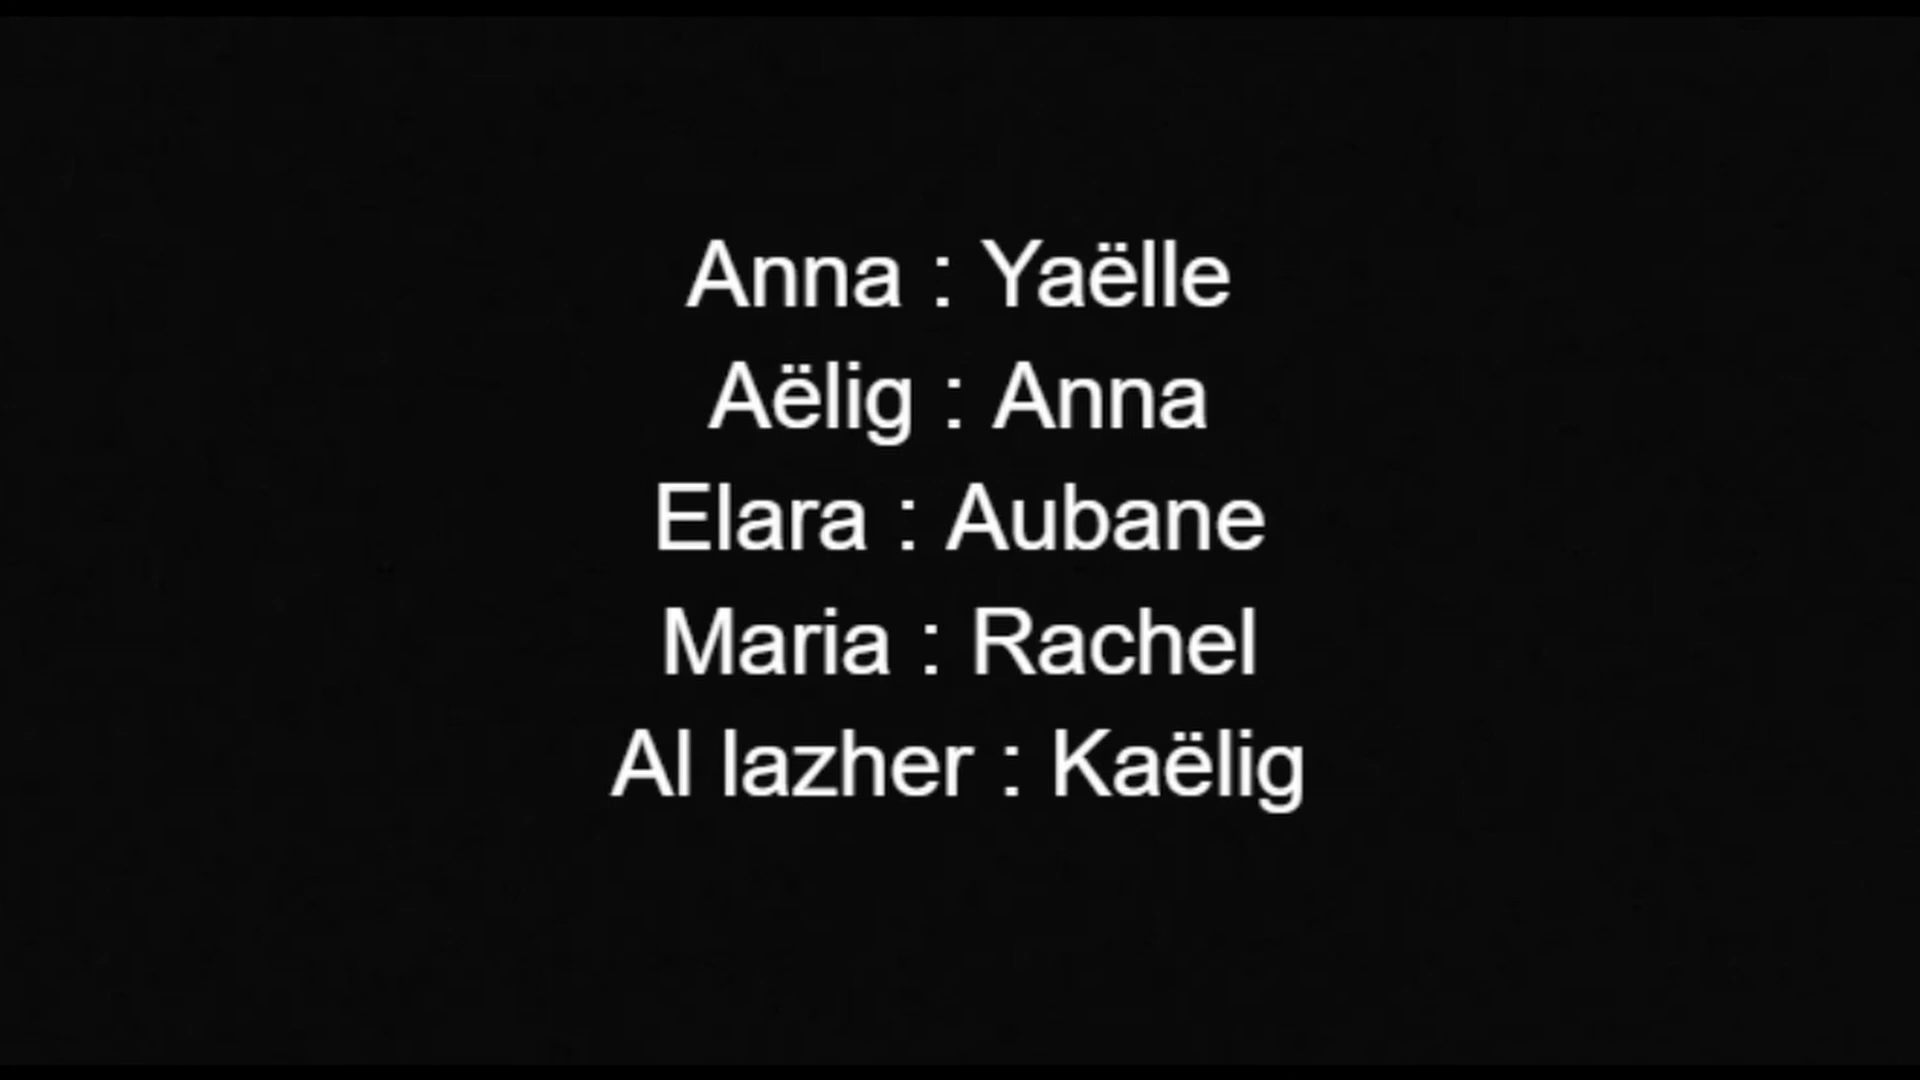 Anna : Yaëlle
Aëlig : Anna
Elara : Aubane
Maria : Rachel
Al lazher : Kaëlig